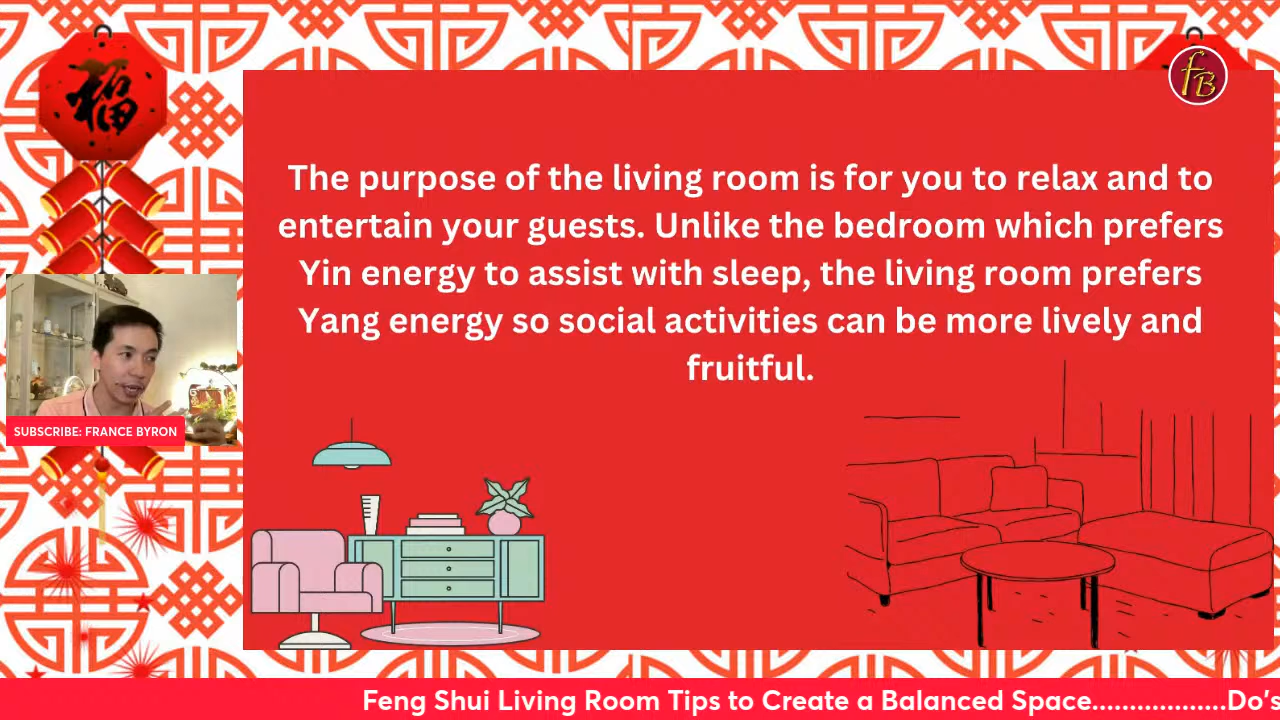 福
fB
The purpose of the living room is for you to relax and to
entertain your guests. Unlike the bedroom which prefers
Yin energy to assist with sleep, the living room prefers
Yang energy so social activities can be more lively and
fruitful.
SUBSCRIBE: FRANCE BYRON
Feng Shui Living Room Tips to Create a Balanced Space..................Do's